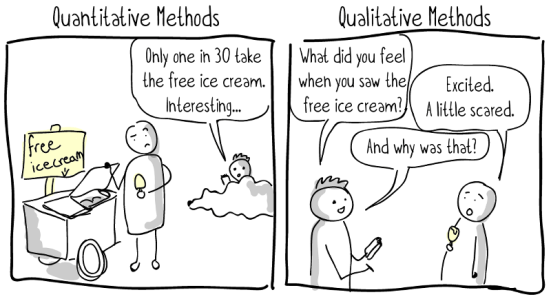 Quantitative Methods
Only one in 30 take
the free ice cream.
Interesting...
free
icecream
Qualitative Methods
What did you feel
when you saw the
free ice cream?
Excited.
A little scared.
And why was that?